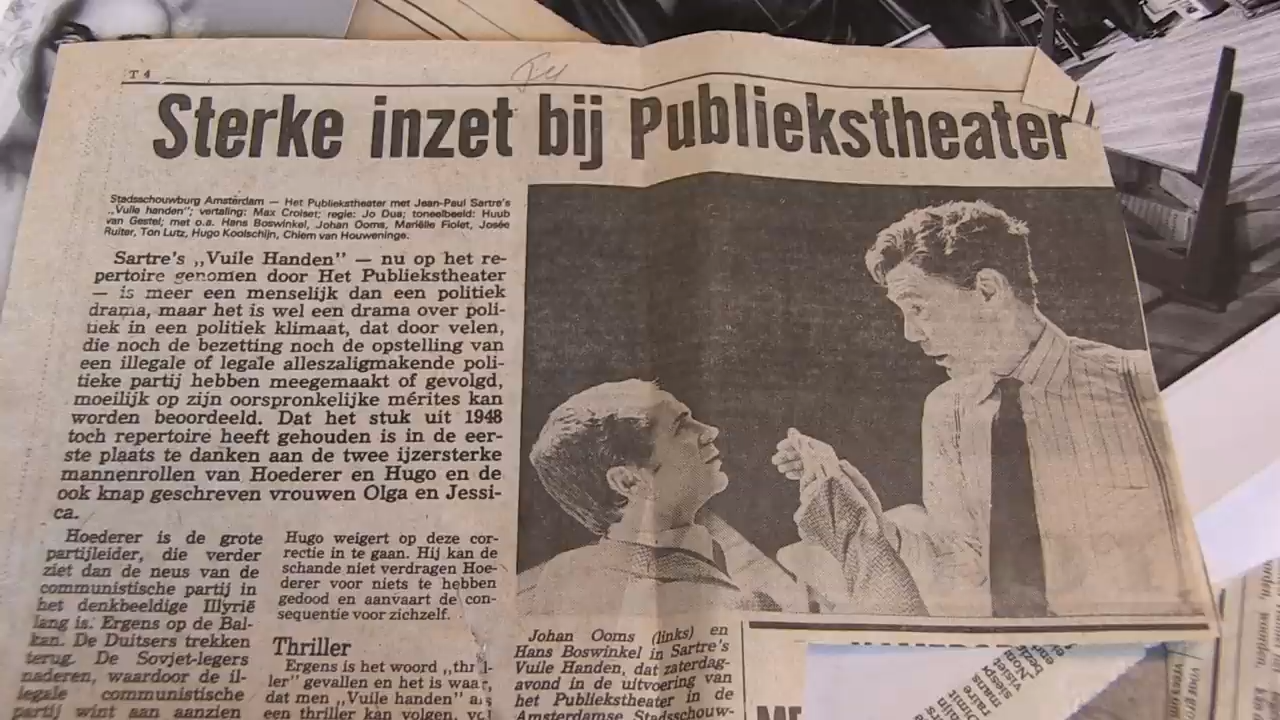 T 4
Sterke inzet bij Publiekstheater
Stadsschouwburg Amsterdam — Het Publiekstheater met Jean-Paul Sartre's
„Vuile handen”; vertaling: Max Croiset; regie: Jo Dua; toneelbeeld: Huub
van Gestel; met o.a. Hans Boswinkel, Johan Ooms, Mariëlle Fiolet, Josée
Ruiter, Ton Lutz, Hugo Koolschijn, Chiem van Houweninge.
Sartre's „Vuile Handen” — nu op het re-
pertoire genomen door Het Publiekstheater
— is meer een menselijk dan een politiek
drama, maar het is wel een drama over poli-
tiek in een politiek klimaat, dat door velen,
die noch de bezetting noch de opstelling van
een illegale of legale alleszaligmakende poli-
tieke partij hebben meegemaakt of gevolgd,
moeilijk op zijn oorspronkelijke mérites kan
worden beoordeeld. Dat het stuk uit 1948
toch repertoire heeft gehouden is in de eer-
ste plaats te danken aan de twee ijzersterke
mannenrollen van Hoederer en Hugo en de
ook knap geschreven vrouwen Olga en Jessi-
ca.
Hoederer is de grote
partijleider, die verder
ziet dan de neus van de
communistische partij in
het denkbeeldige Illyrië
lang is. Ergens op de Bal-
kan. De Duitsers trekken
terug. De Sovjet-legers
naderen, waardoor de il-
legale communistische
partij wint aan aanzien
Hugo weigert op deze cor-
rectie in te gaan. Hij kan de
schande niet verdragen Hoe-
derer voor niets te hebben
gedood en aanvaart de con-
sequentie voor zichzelf.
Thriller
Ergens is het woord „thril-
ler” gevallen en het is waar,
dat men „Vuile handen” als
een thriller kan volgen, vol
Johan Ooms (links) en
Hans Boswinkel in Sartre's
Vuile Handen, dat zaterdag-
avond in de uitvoering van
het Publiekstheater in de
Amsterdamse Stadsschouw-